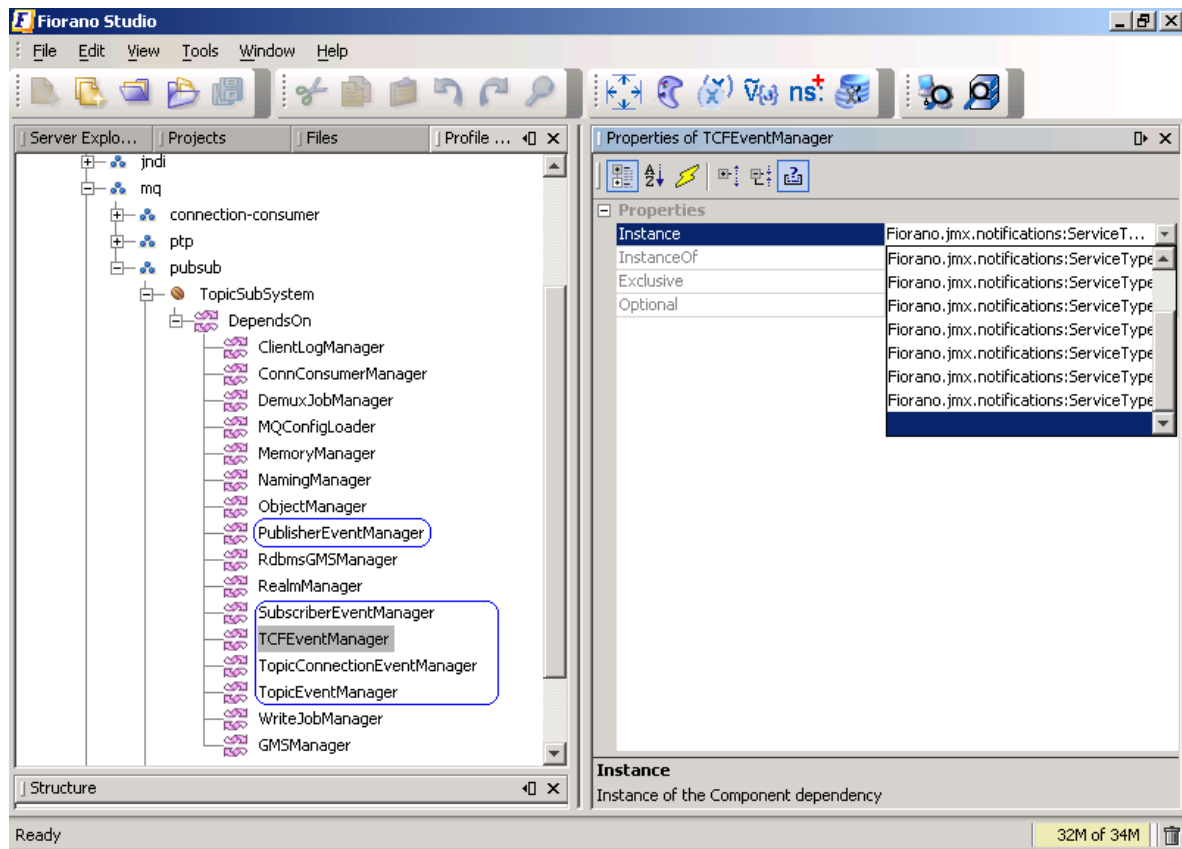 Fiorano Studio
File Edit View Tools Window Help
ns:
Server Explo... Projects Files Profile ...
jndi
mq
connection-consumer
ptp
pubsub
TopicSubSystem
DependsOn
ClientLogManager
ConnConsumerManager
DemuxJobManager
MQConfigLoader
MemoryManager
NamingManager
ObjectManager
PublisherEventManager
RdbmsGMSManager
RealmManager
SubscriberEventManager
TCFEventManager
TopicConnectionEventManager
TopicEventManager
WriteJobManager
GMSManager
Structure
Properties of TCFEventManager
Properties
Instance Fiorano.jmx.notifications:ServiceT...
InstanceOf Fiorano.jmx.notifications:ServiceType
Exclusive Fiorano.jmx.notifications:ServiceType
Optional Fiorano.jmx.notifications:ServiceType
Fiorano.jmx.notifications:ServiceType
Fiorano.jmx.notifications:ServiceType
Fiorano.jmx.notifications:ServiceType
Fiorano.jmx.notifications:ServiceType
Instance
Instance of the Component dependency
Ready 32M of 34M